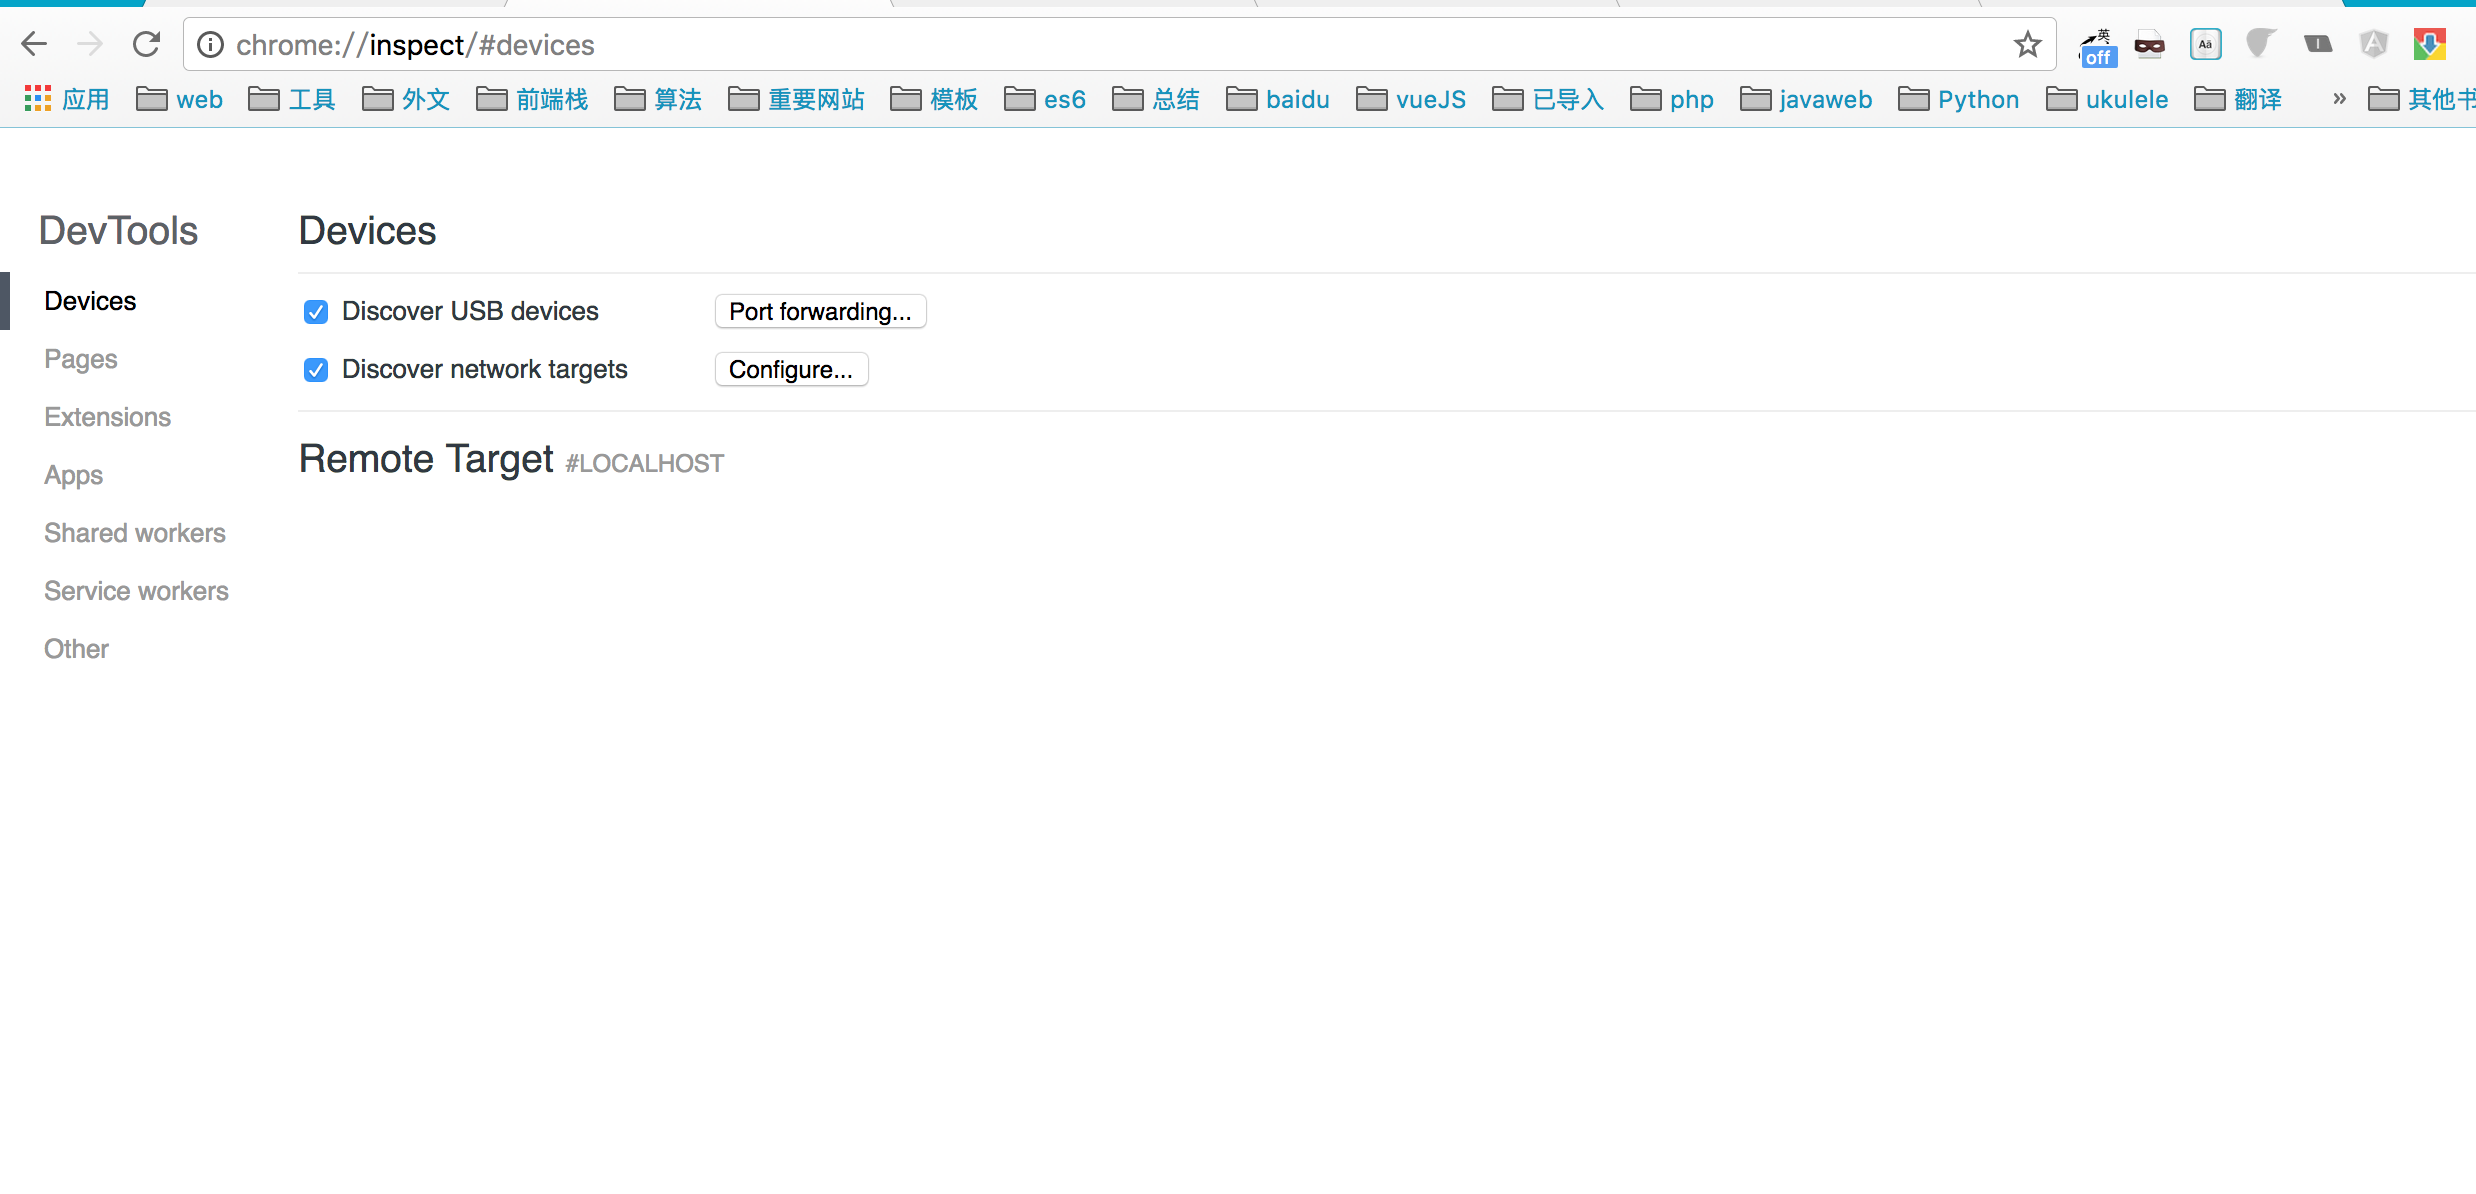 chrome://inspect/#devices
英
off
Aā
应用 web 工具 外文 前端栈 算法 重要网站 模板 es6 总结 baidu vueJS 已导入 php javaweb Python ukulele 翻译 » 其他书
DevTools
Devices
Pages
Extensions
Apps
Shared workers
Service workers
Other
Devices
Discover USB devices Port forwarding...
Discover network targets Configure...
Remote Target #LOCALHOST